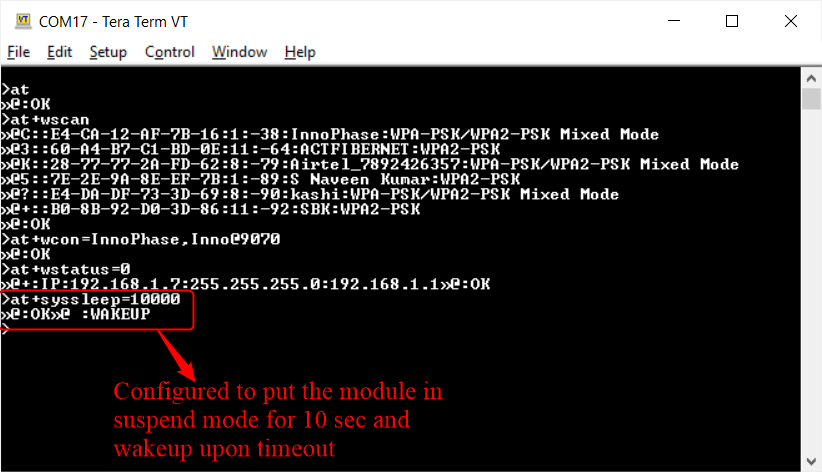 COM17 - Tera Term VT
File Edit Setup Control Window Help
>at
»@:OK
>at+wscan
»@C::E4-CA-12-AF-7B-16:1:-38:InnoPhase:WPA-PSK/WPA2-PSK Mixed Mode
»@3::60-A4-B7-C1-BD-0E:11:-64:ACTFIBERNET:WPA2-PSK
»@K::28-77-77-2A-FD-62:8:-79:Airtel_7892426357:WPA-PSK/WPA2-PSK Mixed Mode
»@5::7E-2E-9A-8E-EF-7B:1:-89:S Naveen Kumar:WPA2-PSK
»@?::E4-DA-DF-73-3D-69:8:-90:kashi:WPA-PSK/WPA2-PSK Mixed Mode
»@+::B0-8B-92-D0-3D-86:11:-92:SBK:WPA2-PSK
»@:OK
>at+wcon=InnoPhase,Inno@9070
»@:OK
>at+wstatus=0
»@+:IP:192.168.1.7:255.255.255.0:192.168.1.1»@:OK
>at+syssleep=10000
»@:OK»@ :WAKEUP
>
Configured to put the module in
suspend mode for 10 sec and
wakeup upon timeout